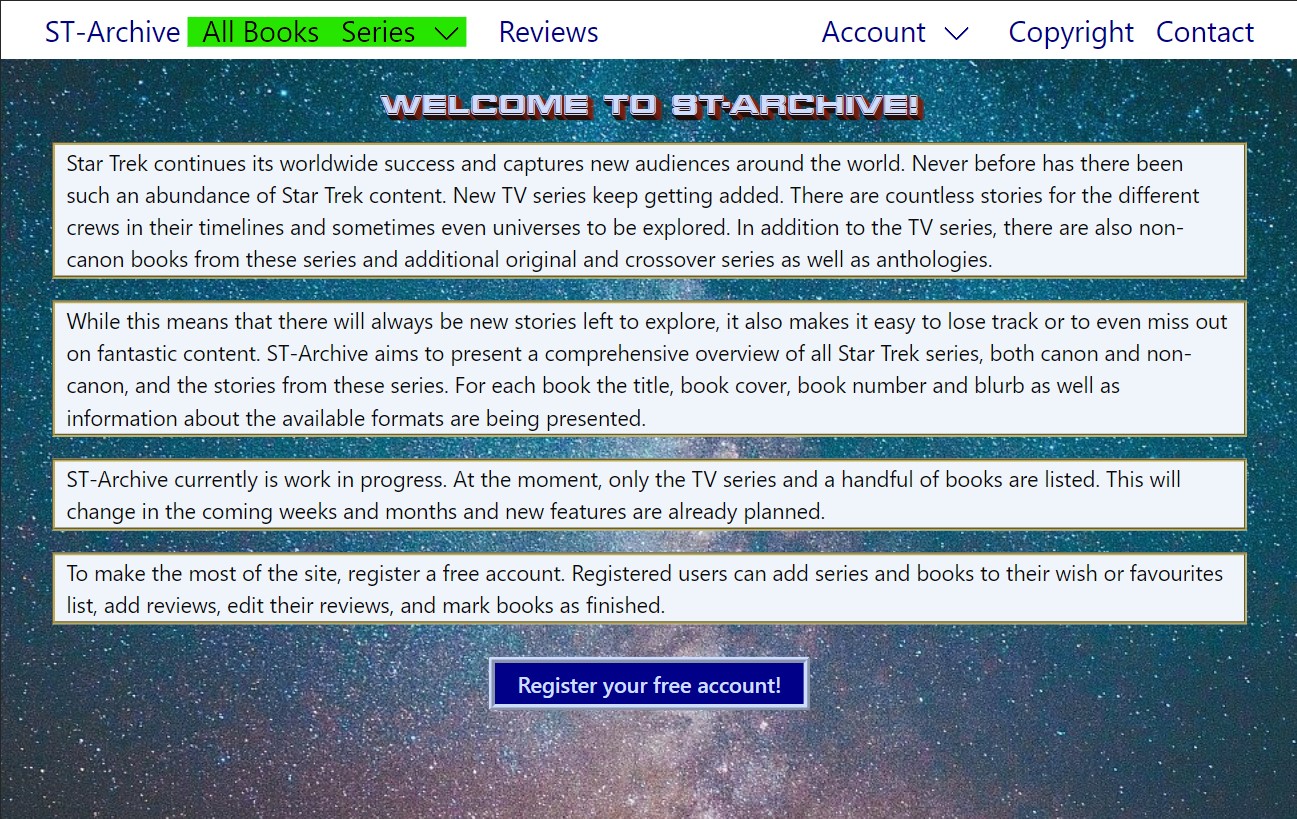 ST-Archive All Books Series Reviews Account Copyright Contact
WELCOME TO ST-ARCHIVE!
Star Trek continues its worldwide success and captures new audiences around the world. Never before has there been
such an abundance of Star Trek content. New TV series keep getting added. There are countless stories for the different
crews in their timelines and sometimes even universes to be explored. In addition to the TV series, there are also non-
canon books from these series and additional original and crossover series as well as anthologies.
While this means that there will always be new stories left to explore, it also makes it easy to lose track or to even miss out
on fantastic content. ST-Archive aims to present a comprehensive overview of all Star Trek series, both canon and non-
canon, and the stories from these series. For each book the title, book cover, book number and blurb as well as
information about the available formats are being presented.
ST-Archive currently is work in progress. At the moment, only the TV series and a handful of books are listed. This will
change in the coming weeks and months and new features are already planned.
To make the most of the site, register a free account. Registered users can add series and books to their wish or favourites
list, add reviews, edit their reviews, and mark books as finished.
Register your free account!